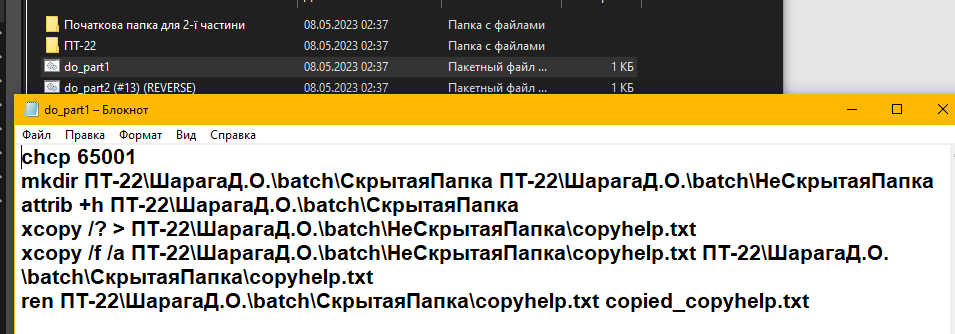 Початкова папка для 2-ї частини 08.05.2023 02:37 Папка с файлами
ПТ-22 08.05.2023 02:37 Папка с файлами
do_part1 08.05.2023 02:37 Пакетный файл ... 1 КБ
do_part2 (#13) (REVERSE) 08.05.2023 02:37 Пакетный файл ... 1 КБ
do_part1 – Блокнот
Файл Правка Формат Вид Справка
chcp 65001
mkdir ПТ-22\ШарагаД.О.\batch\СкрытаяПапка ПТ-22\ШарагаД.О.\batch\НеСкрытаяПапка
attrib +h ПТ-22\ШарагаД.О.\batch\СкрытаяПапка
xcopy /? > ПТ-22\ШарагаД.О.\batch\НеСкрытаяПапка\copyhelp.txt
xcopy /f /a ПТ-22\ШарагаД.О.\batch\НеСкрытаяПапка\copyhelp.txt ПТ-22\ШарагаД.О.
\batch\СкрытаяПапка\copyhelp.txt
ren ПТ-22\ШарагаД.О.\batch\СкрытаяПапка\copyhelp.txt copied_copyhelp.txt